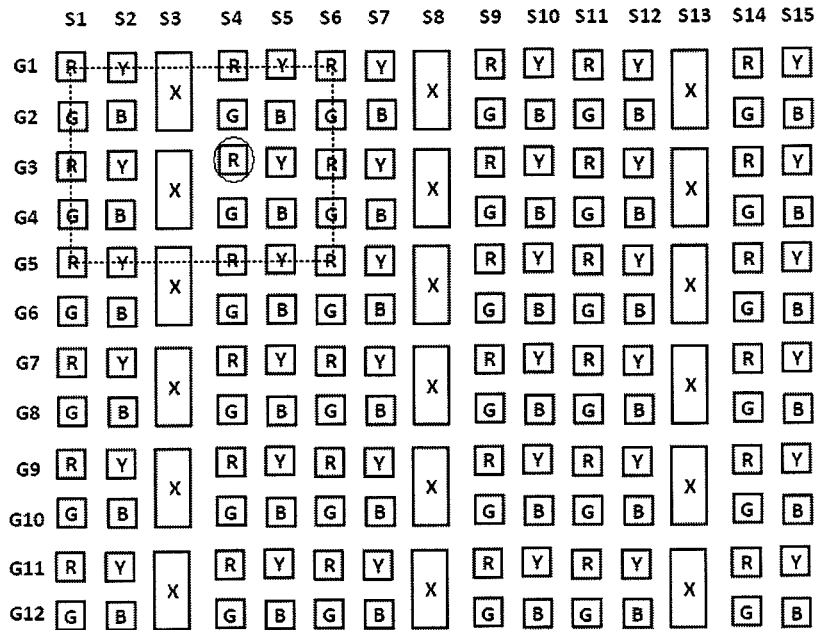 S1 S2 S3 S4 S5 S6 S7 S8 S9 S10 S11 S12 S13 S14 S15
G1 R Y R Y R Y R Y R Y R Y
X X X
G2 G B G B G B G B G B G B
G3 R Y R Y R Y R Y R Y R Y
X X X
G4 G B G B G B G B G B G B
G5 R Y R Y R Y R Y R Y R Y
X X X
G6 G B G B G B G B G B G B
G7 R Y R Y R Y R Y R Y R Y
X X X
G8 G B G B G B G B G B G B
G9 R Y R Y R Y R Y R Y R Y
X X X
G10 G B G B G B G B G B G B
G11 R Y R Y R Y R Y R Y R Y
X X X
G12 G B G B G B G B G B G B